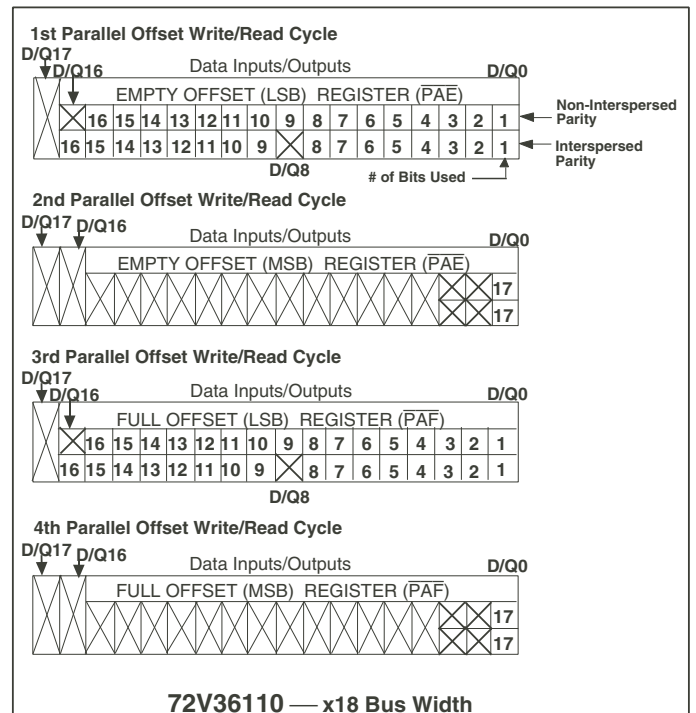 1st Parallel Offset Write/Read Cycle
D/Q17
D/Q16
Data Inputs/Outputs
D/Q0
EMPTY OFFSET (LSB) REGISTER (PAE)
16 15 14 13 12 11 10 9 8 7 6 5 4 3 2 1
Non-Interspersed
Parity
16 15 14 13 12 11 10 9 8 7 6 5 4 3 2 1
Interspersed
Parity
D/Q8
# of Bits Used
2nd Parallel Offset Write/Read Cycle
D/Q17
D/Q16
Data Inputs/Outputs
D/Q0
EMPTY OFFSET (MSB) REGISTER (PAE)
17
17
3rd Parallel Offset Write/Read Cycle
D/Q17
D/Q16
Data Inputs/Outputs
D/Q0
FULL OFFSET (LSB) REGISTER (PAF)
16 15 14 13 12 11 10 9 8 7 6 5 4 3 2 1
16 15 14 13 12 11 10 9 8 7 6 5 4 3 2 1
D/Q8
4th Parallel Offset Write/Read Cycle
D/Q17
D/Q16
Data Inputs/Outputs
D/Q0
FULL OFFSET (MSB) REGISTER (PAF)
17
17
72V36110 — x18 Bus Width